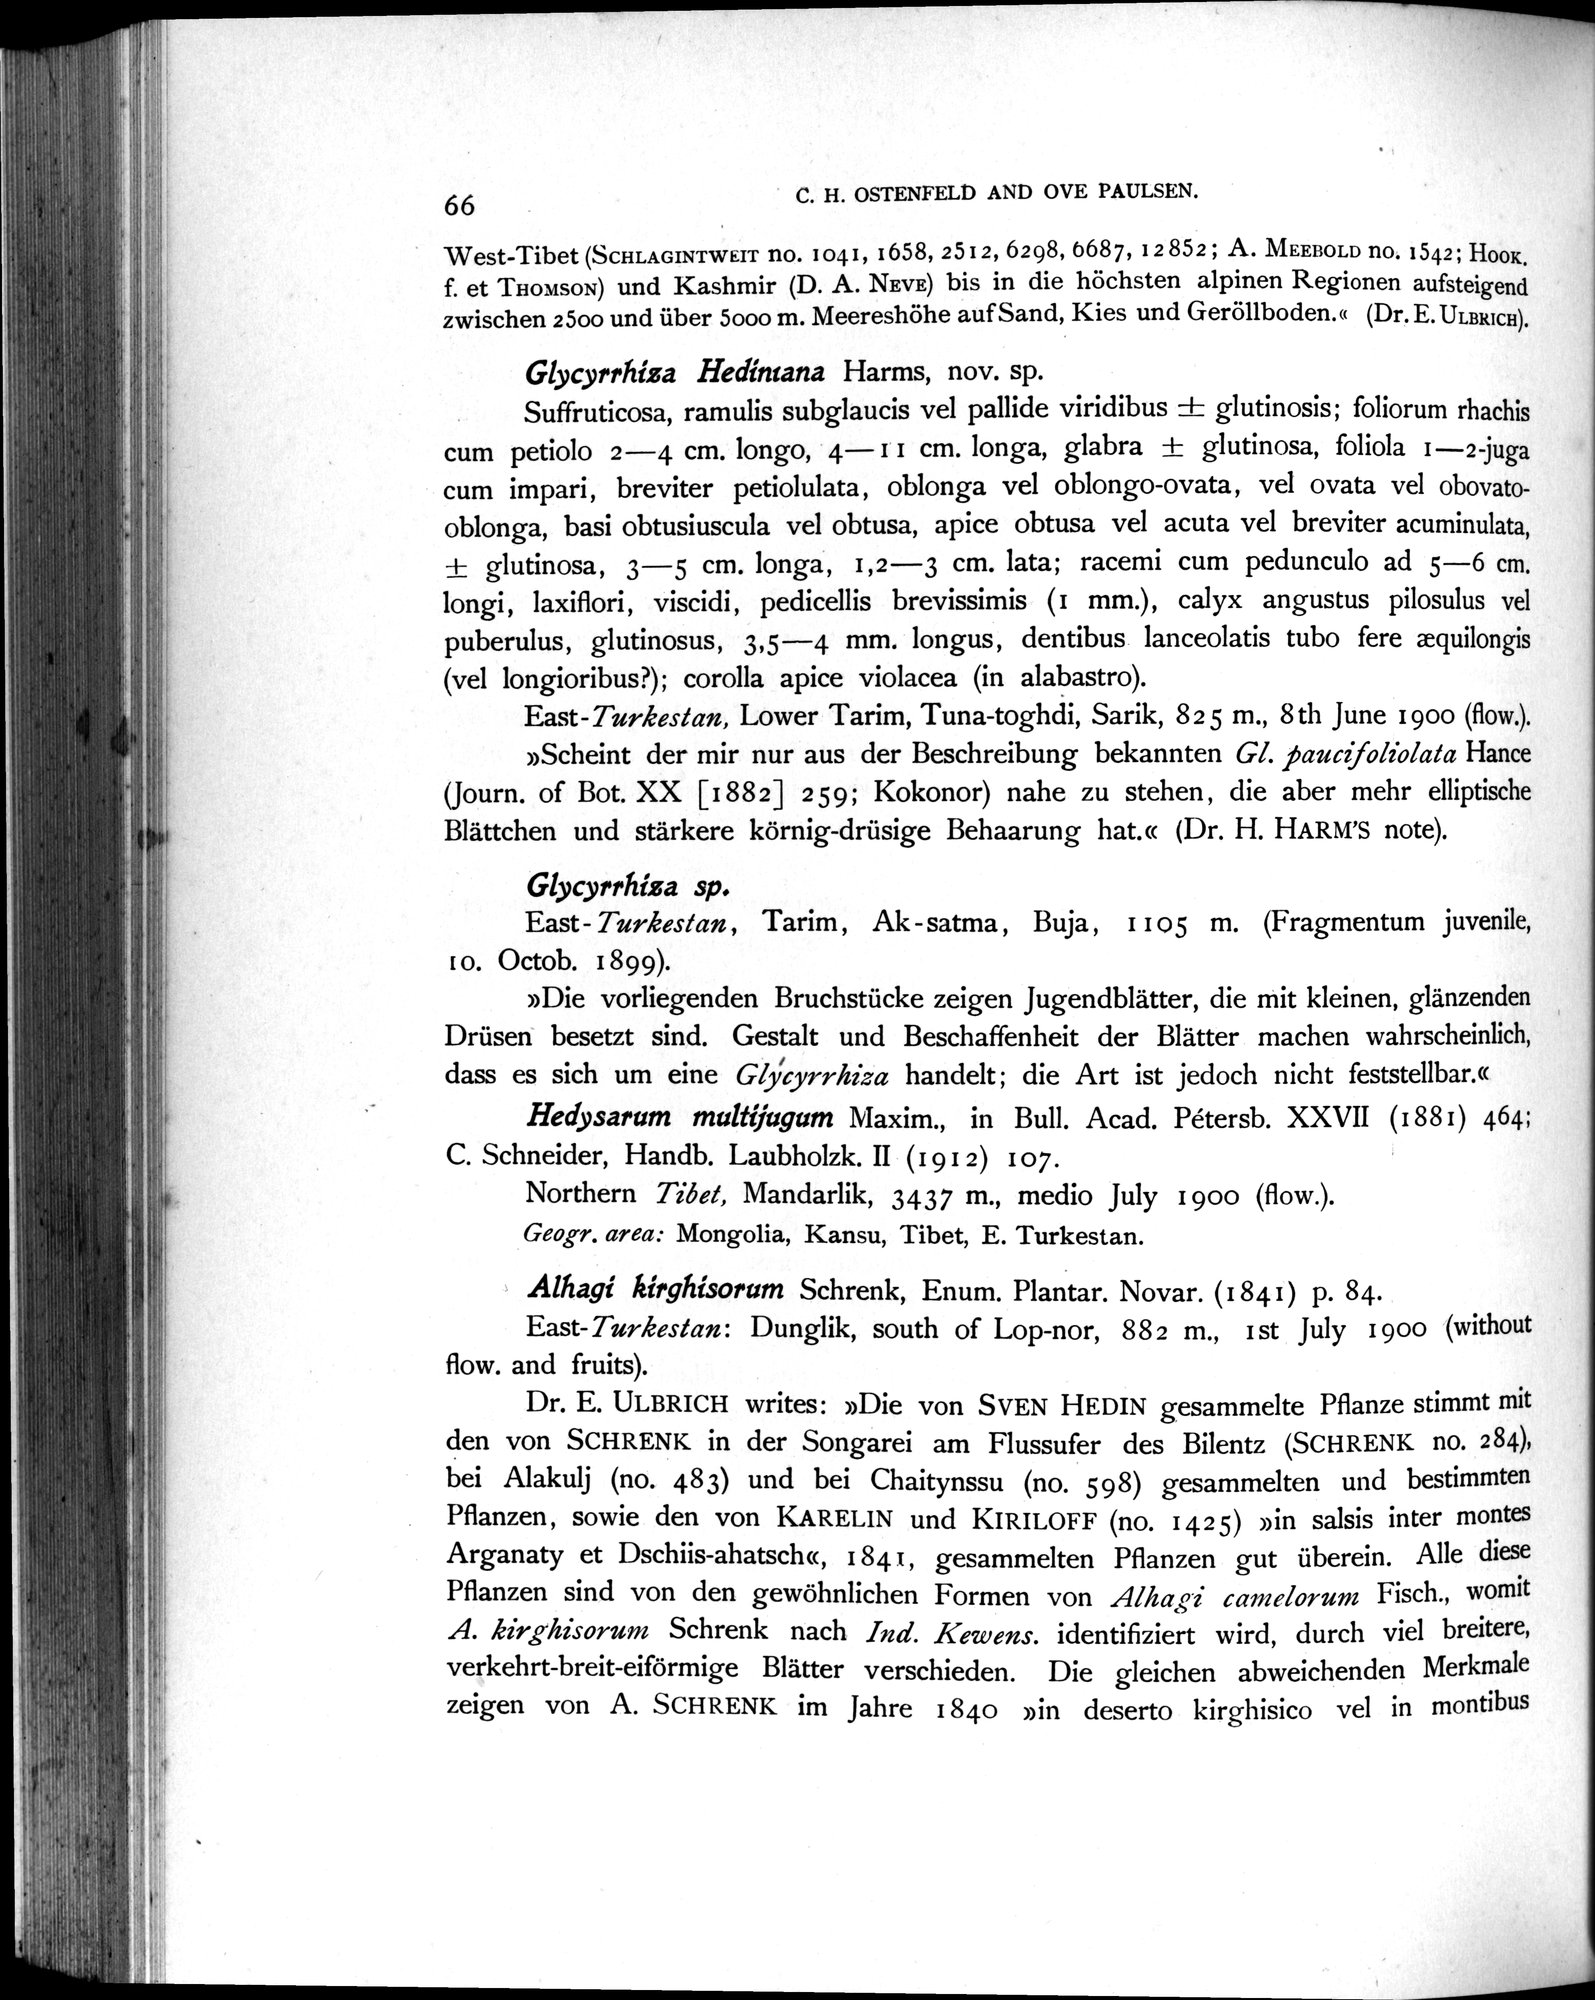 66
C. H. OSTENFELD AND OVE PAULSEN.
West-Tibet (SCHLAGINTWEIT no. 1041, 1658, 2512, 6298, 6687, 12852; A. MEEBOLD no. 1542; HOOK.
f. et THOMSON) und Kashmir (D. A. NEVE) bis in die höchsten alpinen Regionen aufsteigend
zwischen 2500 und über 5000 m. Meereshöhe auf Sand, Kies und Geröllboden.« (Dr. E. ULBRICH).
Glycyrrhiza Hediniana Harms, nov. sp.
Suffruticosa, ramulis subglaucis vel pallide viridibus ± glutinosis; foliorum rhachis
cum petiolo 2—4 cm. longo, 4—11 cm. longa, glabra ± glutinosa, foliola 1—2-juga
cum impari, breviter petiolulata, oblonga vel oblongo-ovata, vel ovata vel obovato-
oblonga, basi obtusiuscula vel obtusa, apice obtusa vel acuta vel breviter acuminulata,
± glutinosa, 3—5 cm. longa, 1,2—3 cm. lata; racemi cum pedunculo ad 5—6 cm.
longi, laxiflori, viscidi, pedicellis brevissimis (1 mm.), calyx angustus pilosulus vel
puberulus, glutinosus, 3,5—4 mm. longus, dentibus lanceolatis tubo fere æquilongis
(vel longioribus?); corolla apice violacea (in alabastro).
East-Turkestan, Lower Tarim, Tuna-toghdi, Sarik, 825 m., 8th June 1900 (flow.).
»Scheint der mir nur aus der Beschreibung bekannten Gl. paucifoliolata Hance
(Journ. of Bot. XX [1882] 259; Kokonor) nahe zu stehen, die aber mehr elliptische
Blättchen und stärkere körnig-drüsige Behaarung hat.« (Dr. H. HARM'S note).
Glycyrrhiza sp.
East-Turkestan, Tarim, Ak-satma, Buja, 1105 m. (Fragmentum juvenile,
10. Octob. 1899).
»Die vorliegenden Bruchstücke zeigen Jugendblätter, die mit kleinen, glänzenden
Drüsen besetzt sind. Gestalt und Beschaffenheit der Blätter machen wahrscheinlich,
dass es sich um eine Glycyrrhiza handelt; die Art ist jedoch nicht feststellbar.«
Hedysarum multijugum Maxim., in Bull. Acad. Pétersb. XXVII (1881) 464;
C. Schneider, Handb. Laubholzk. II (1912) 107.
Northern Tibet, Mandarlik, 3437 m., medio July 1900 (flow.).
Geogr. area: Mongolia, Kansu, Tibet, E. Turkestan.
Alhagi kirghisorum Schrenk, Enum. Plantar. Novar. (1841) p. 84.
East-Turkestan: Dunglik, south of Lop-nor, 882 m., 1st July 1900 (without
flow. and fruits).
Dr. E. ULBRICH writes: »Die von SVEN HEDIN gesammelte Pflanze stimmt mit
den von SCHRENK in der Songarei am Flussufer des Bilentz (SCHRENK no. 284),
bei Alakulj (no. 483) und bei Chaitynssu (no. 598) gesammelten und bestimmten
Pflanzen, sowie den von KARELIN und KIRILOFF (no. 1425) »in salsis inter montes
Arganaty et Dschiis-ahatsch«, 1841, gesammelten Pflanzen gut überein. Alle diese
Pflanzen sind von den gewöhnlichen Formen von Alhagi camelorum Fisch., womit
A. kirghisorum Schrenk nach Ind. Kewens. identifiziert wird, durch viel breitere,
verkehrt-breit-eiförmige Blätter verschieden. Die gleichen abweichenden Merkmale
zeigen von A. SCHRENK im Jahre 1840 »in deserto kirghisico vel in montibus